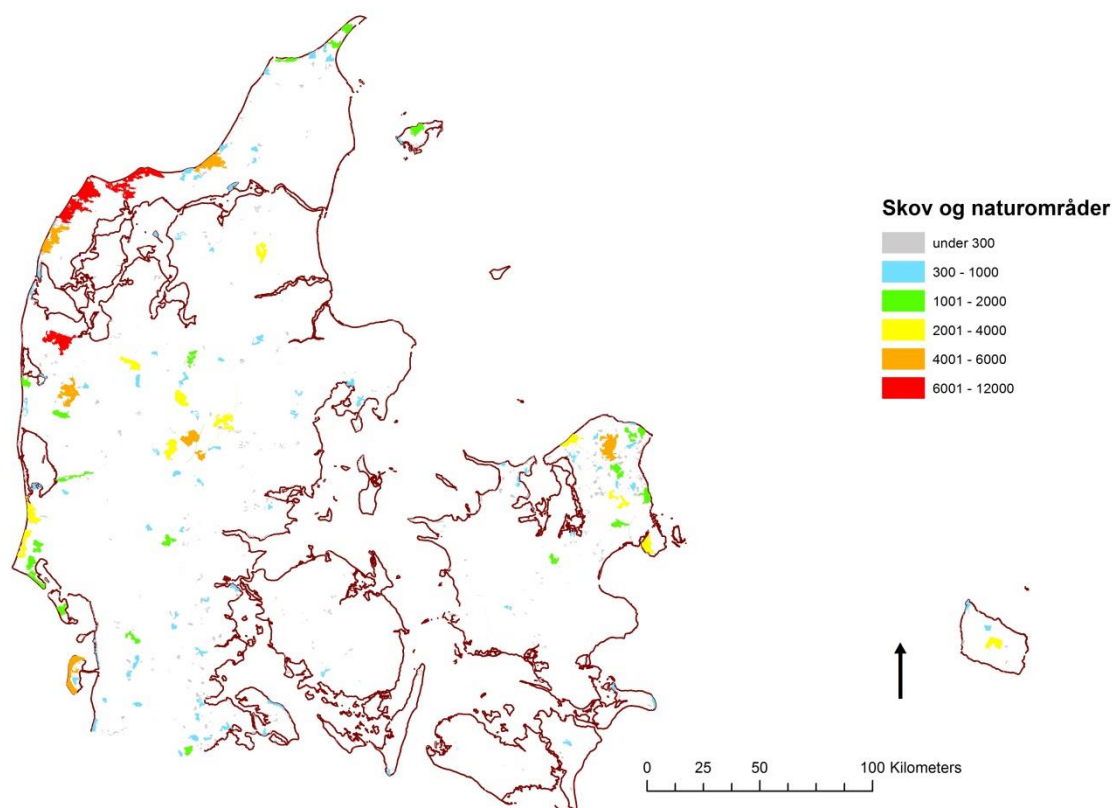 Skov og naturområder
under 300
300 - 1000
1001 - 2000
2001 - 4000
4001 - 6000
6001 - 12000
0 25 50 100 Kilometers